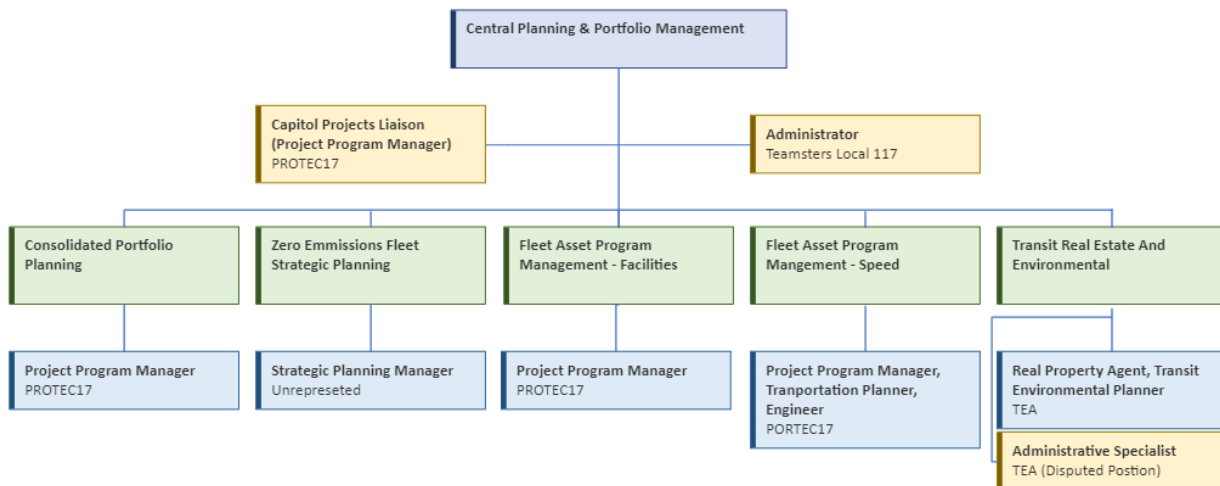 Central Planning & Portfolio Management
Capitol Projects Liaison
(Project Program Manager)
PROTEC17
Administrator
Teamsters Local 117
Consolidated Portfolio
Planning
Zero Emmissions Fleet
Strategic Planning
Fleet Asset Program
Management - Facilities
Fleet Asset Program
Mangement - Speed
Transit Real Estate And
Environmental
Project Program Manager
PROTEC17
Strategic Planning Manager
Unrepreseted
Project Program Manager
PROTEC17
Project Program Manager,
Tranportation Planner,
Engineer
PORTEC17
Real Property Agent, Transit
Environmental Planner
TEA
Administrative Specialist
TEA (Disputed Postion)